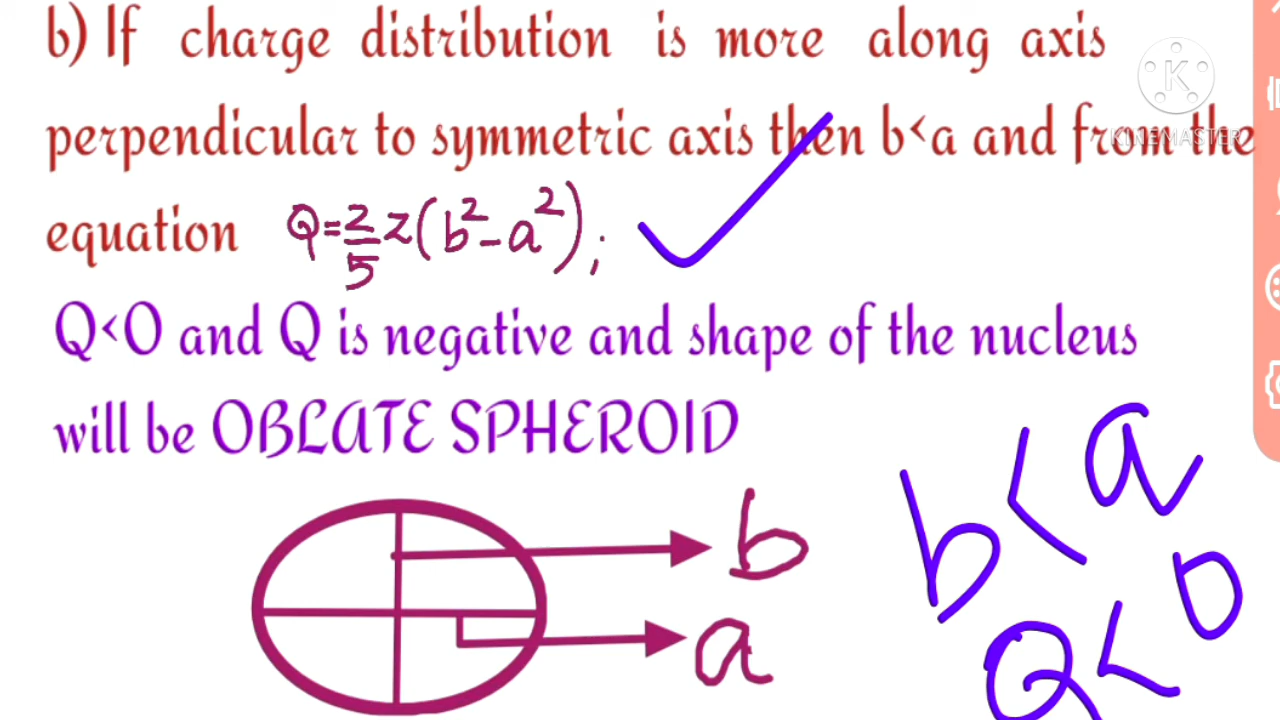 b) If charge distribution is more along axis
perpendicular to symmetric axis then b<a and from the
equation Q=2/5 Z(b²-a²);
Q<0 and Q is negative and shape of the nucleus
will be OBLATE SPHEROID
b
a
b<a
Q<0
K
KINEMASTER